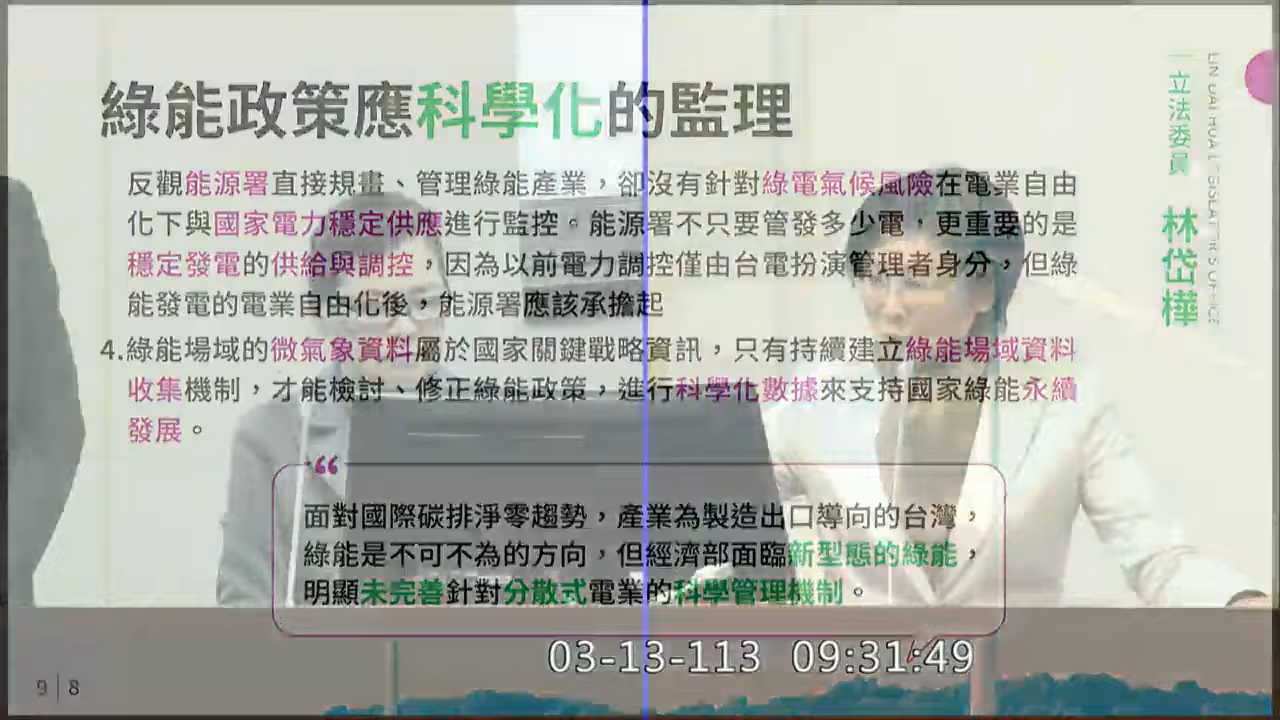 綠能政策應科學化的監理
反觀能源署直接規畫、管理綠能產業，卻沒有針對綠電氣候風險在電業自由
化下與國家電力穩定供應進行監控。能源署不只要管發多少電，更重要的是
穩定發電的供給與調控，因為以前電力調控僅由台電扮演管理者身分，但綠
能發電的電業自由化後，能源署應該承擔起
4.綠能場域的微氣象資料屬於國家關鍵戰略資訊，只有持續建立綠能場域資料
收集機制，才能檢討、修正綠能政策，進行科學化數據來支持國家綠能永續
發展。
面對國際碳排淨零趨勢，產業為製造出口導向的台灣，
綠能是不可不為的方向，但經濟部面臨新型態的綠能，
明顯未完善針對分散式電業的科學管理機制。
立法委員 林岱樺
03-13-113 09:31:49
9 | 8